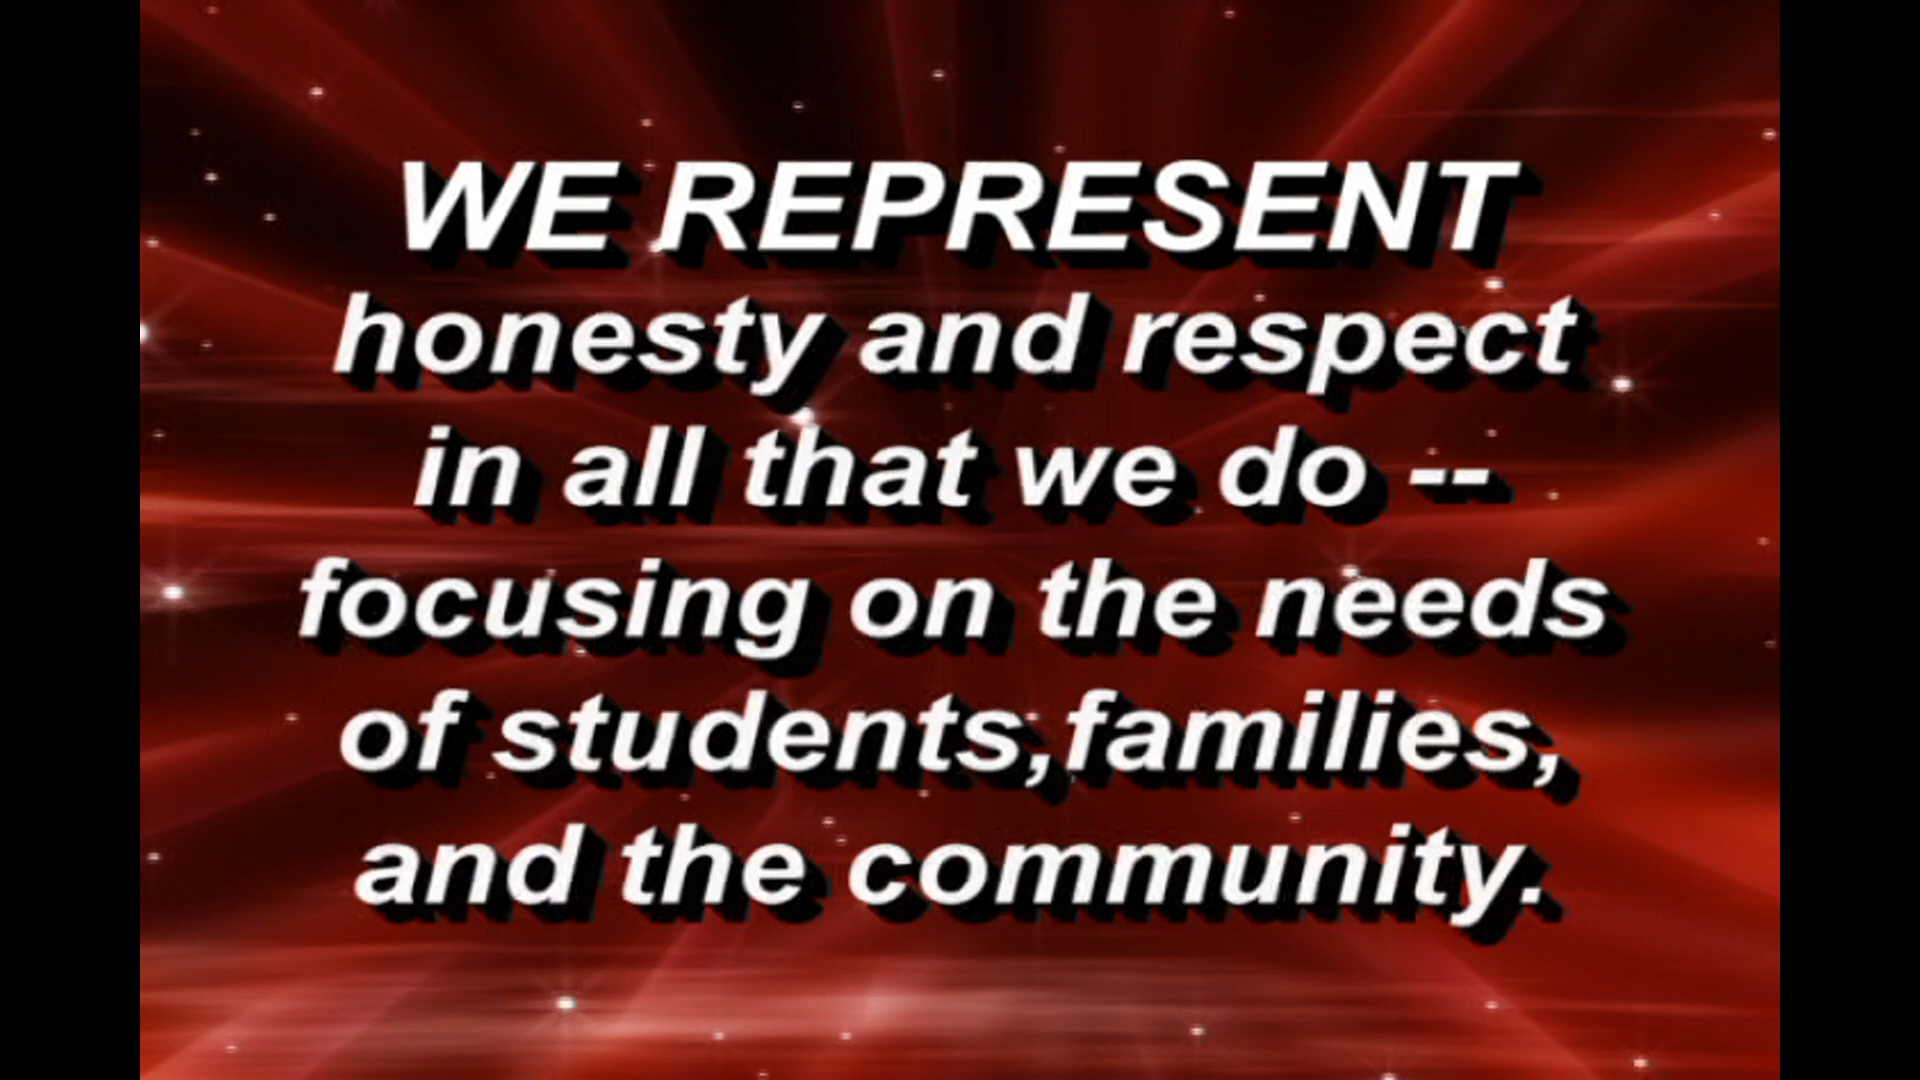 WE REPRESENT
honesty and respect
in all that we do --
focusing on the needs
of students,families,
and the community.